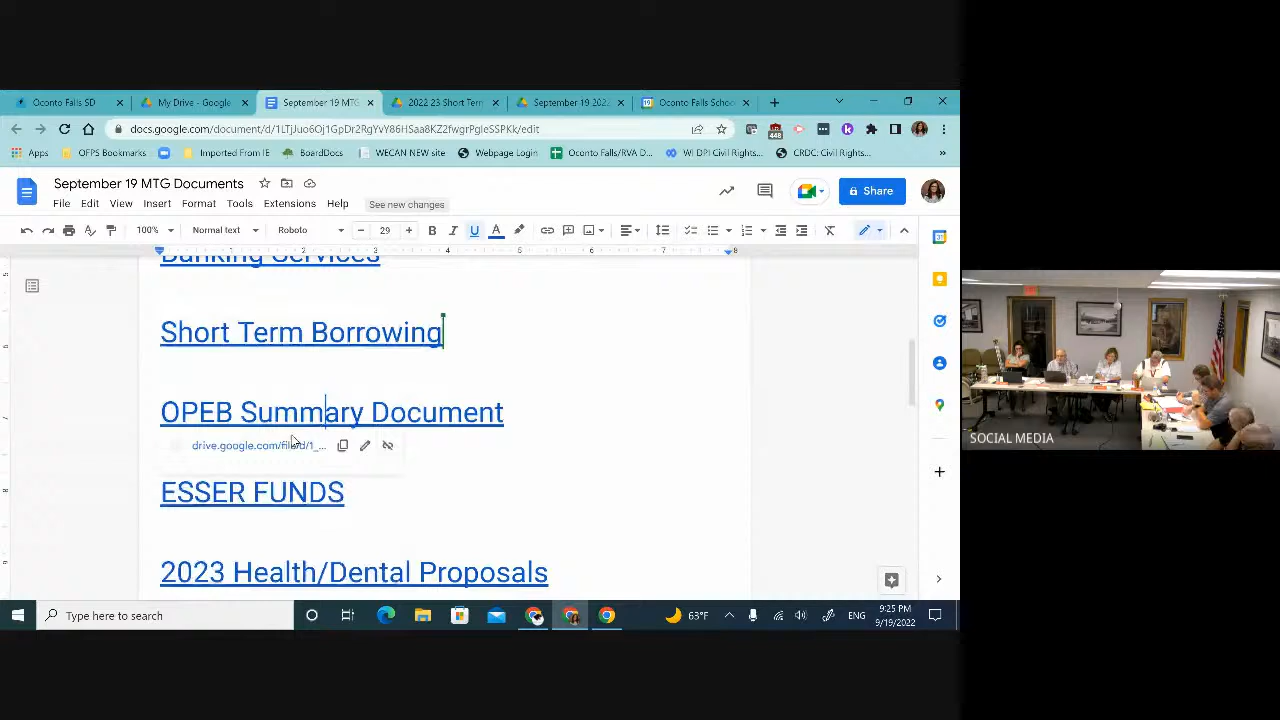 Oconto Falls SD
My Drive - Google
September 19 MTG
2022 23 Short Term
September 19 202
Oconto Falls Schoo
docs.google.com/document/d/1LTjJuo6Oj1GpDr2RgYvY86HSaa8KZ2fwgrPgIeSSPKk/edit
448
Apps
OFPS Bookmarks
Imported From IE
BoardDocs
WECAN NEW site
Webpage Login
Oconto Falls/RVA D...
WI DPI Civil Rights...
CRDC: Civil Rights...
September 19 MTG Documents
File Edit View Insert Format Tools Extensions Help
See new changes
Share
100%
Normal text
Roboto
29
Banking Services
Short Term Borrowing
OPEB Summary Document
drive.google.com/file/d/1_...
ESSER FUNDS
2023 Health/Dental Proposals
SOCIAL MEDIA
Type here to search
63°F
ENG
9:25 PM
9/19/2022